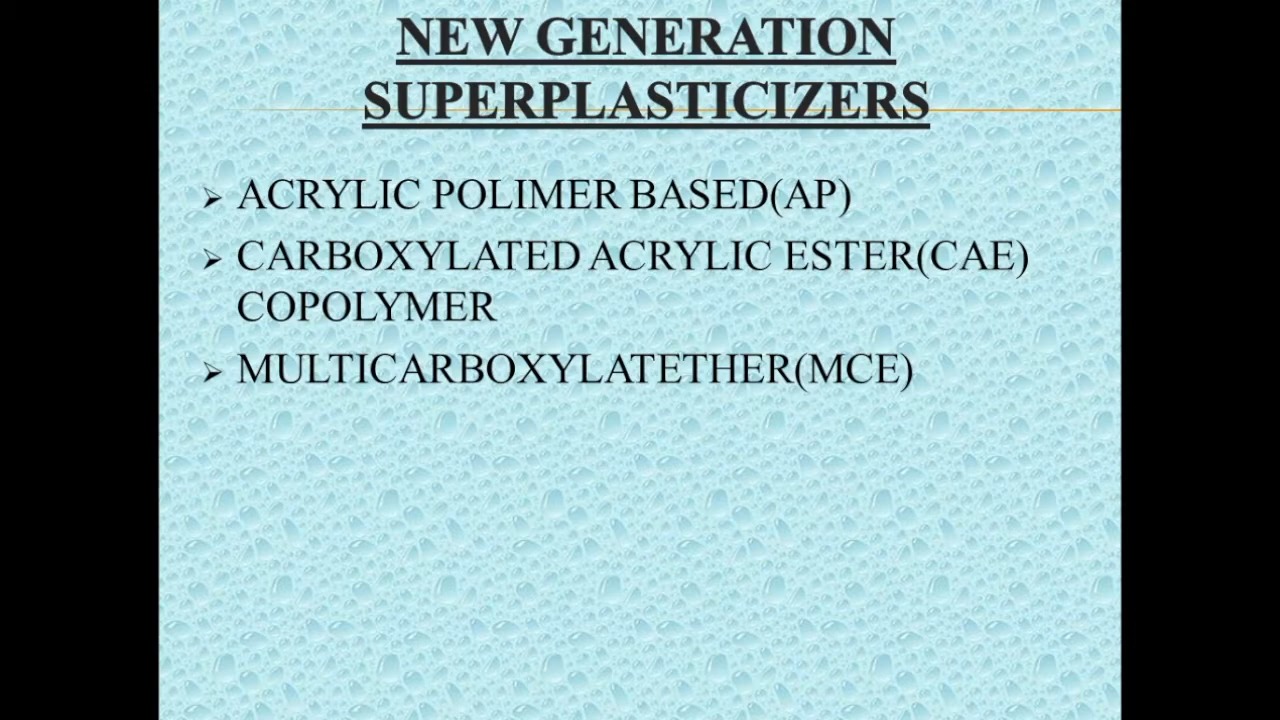 NEW GENERATION
SUPERPLASTICIZERS
ACRYLIC POLIMER BASED(AP)
CARBOXYLATED ACRYLIC ESTER(CAE)
COPOLYMER
MULTICARBOXYLATETHER(MCE)